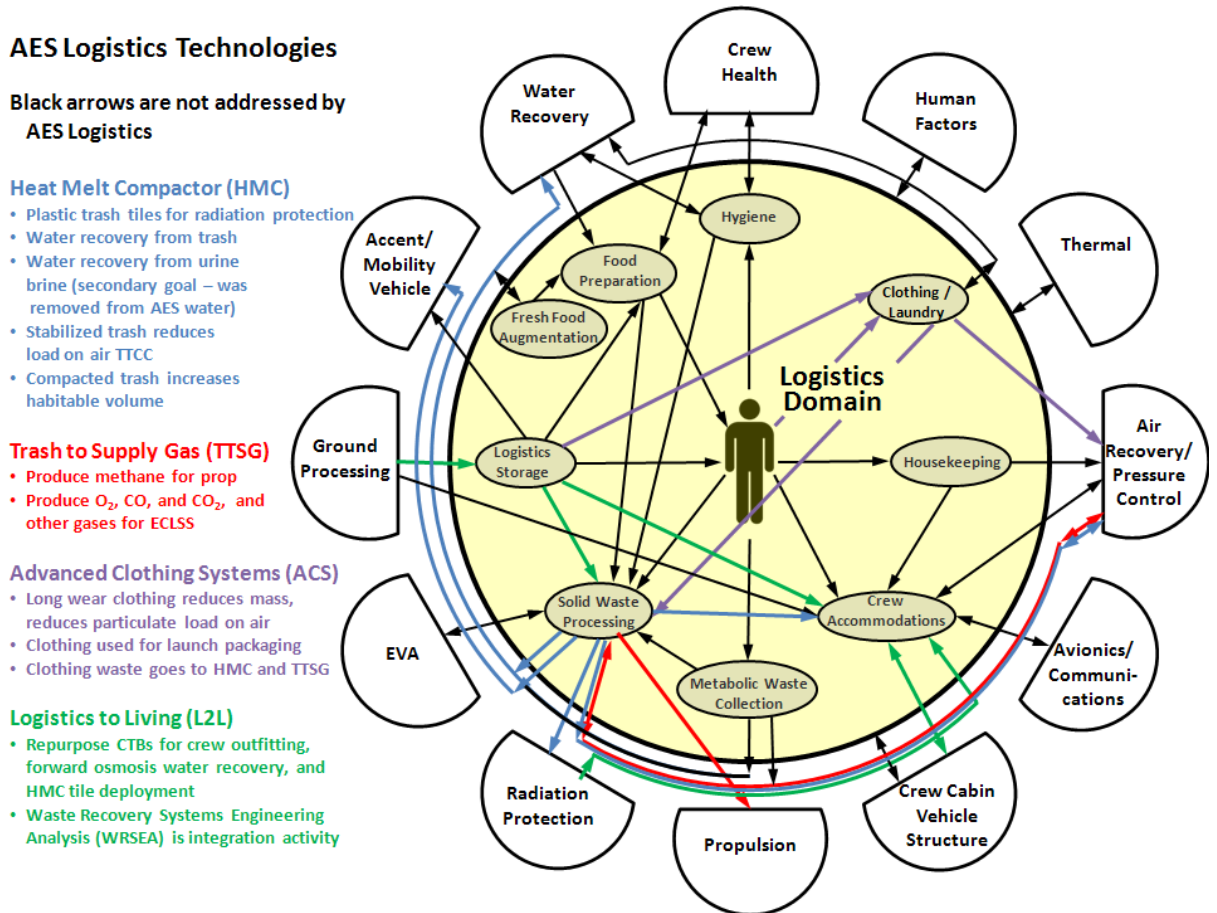 AES Logistics Technologies
Black arrows are not addressed by
AES Logistics
Heat Melt Compactor (HMC)
• Plastic trash tiles for radiation protection
• Water recovery from trash
• Water recovery from urine
brine (secondary goal – was
removed from AES water)
• Stabilized trash reduces
load on air TTCC
• Compacted trash increases
habitable volume
Trash to Supply Gas (TTSG)
• Produce methane for prop
• Produce O₂, CO, and CO₂, and
other gases for ECLSS
Advanced Clothing Systems (ACS)
• Long wear clothing reduces mass,
reduces particulate load on air
• Clothing used for launch packaging
• Clothing waste goes to HMC and TTSG
Logistics to Living (L2L)
• Repurpose CTBs for crew outfitting,
forward osmosis water recovery, and
HMC tile deployment
• Waste Recovery Systems Engineering
Analysis (WRSEA) is integration activity
Crew
Health
Water
Recovery
Human
Factors
Accent/
Mobility
Vehicle
Thermal
Ground
Processing
Air
Recovery/
Pressure
Control
EVA
Avionics/
Communi-
cations
Radiation
Protection
Propulsion
Crew Cabin
Vehicle
Structure
Hygiene
Food
Preparation
Fresh Food
Augmentation
Clothing /
Laundry
Logistics
Domain
Logistics
Storage
Housekeeping
Solid Waste
Processing
Crew
Accommodations
Metabolic Waste
Collection